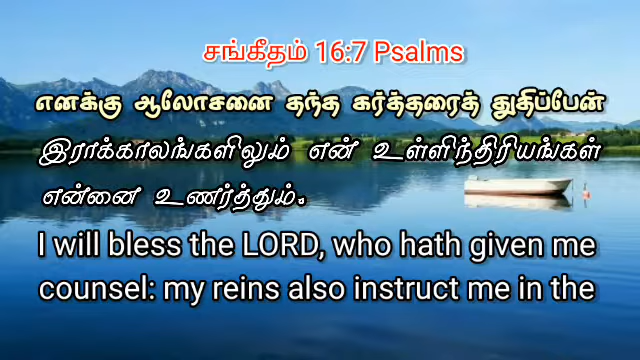 சங்கீதம் 16:7 Psalms
எனக்கு ஆலோசனை தந்த கர்த்தரைத் துதிப்பேன்
இராக்காலங்களிலும் என் உள்ளிந்திரியங்கள்
என்னை உணர்த்தும்.
I will bless the LORD, who hath given me
counsel: my reins also instruct me in the